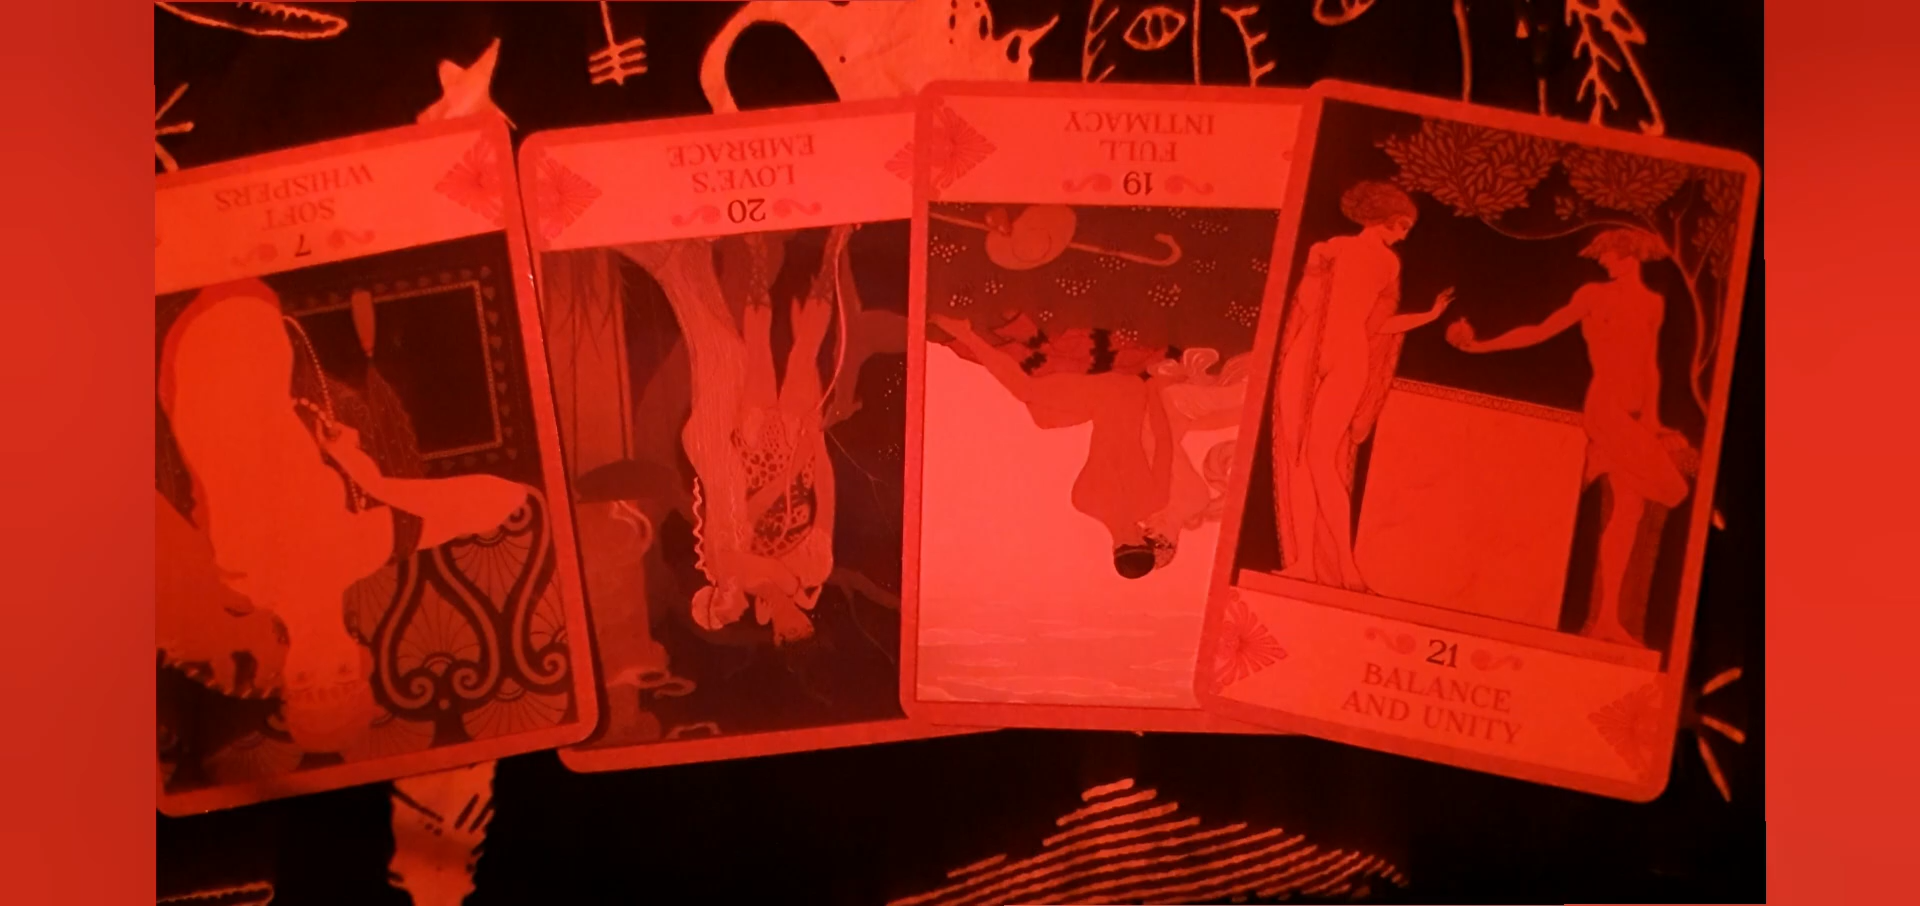 7
SOFT
WHISPERS
20
LOVE'S
EMBRACE
19
FULL
INTIMACY
21
BALANCE
AND UNITY